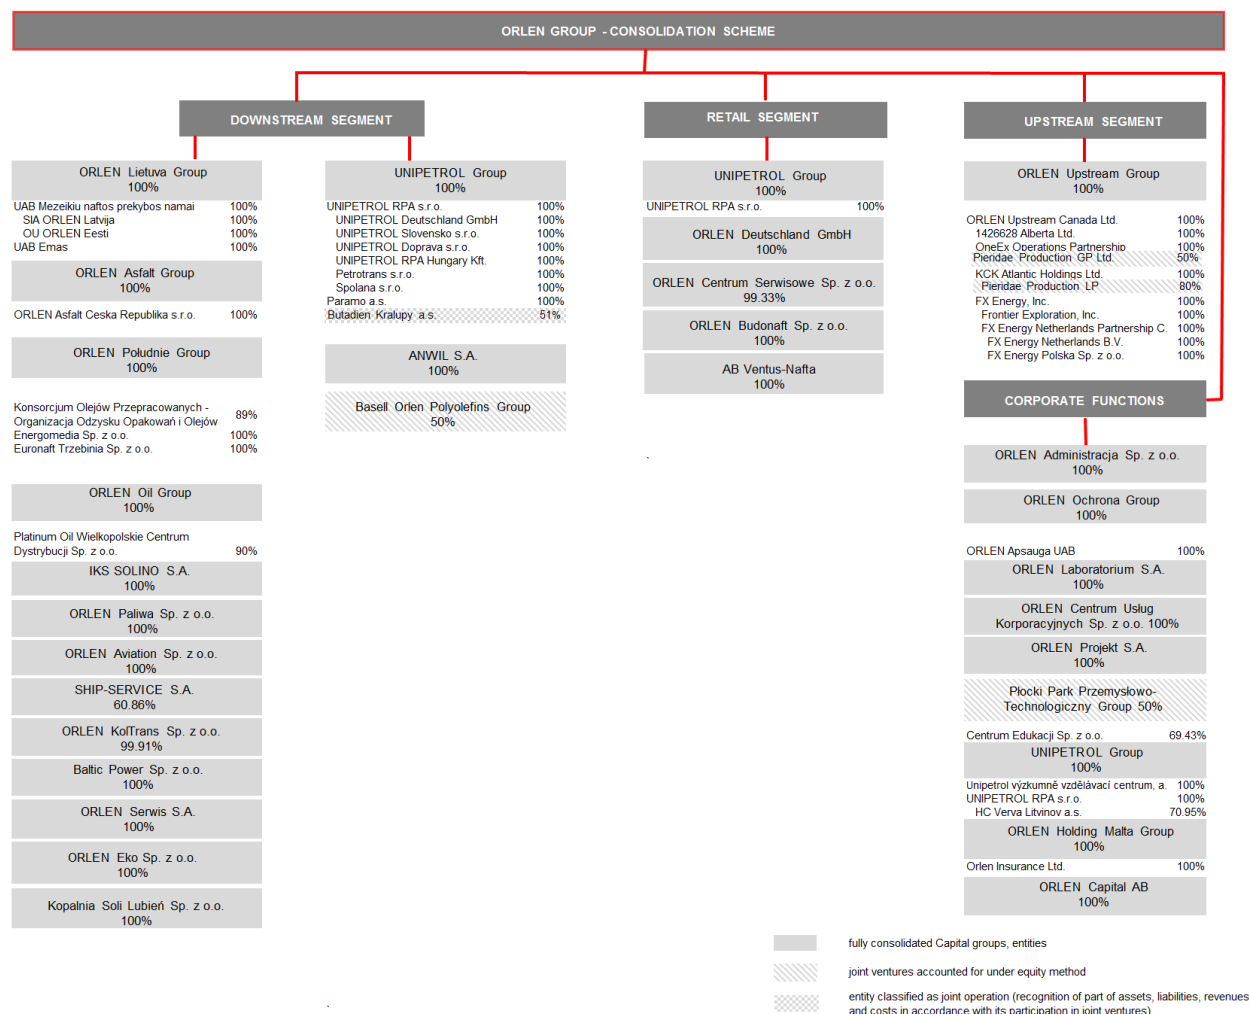 ORLEN GROUP - CONSOLIDATION SCHEME
DOWNSTREAM SEGMENT
ORLEN Lietuva Group
100%
UAB Mezeikiu naftos prekybos namai 100%
SIA ORLEN Latvija 100%
OU ORLEN Eesti 100%
UAB Emas 100%
ORLEN Asfalt Group
100%
ORLEN Asfalt Ceska Republika s.r.o. 100%
ORLEN Południe Group
100%
Konsorcjum Olejów Przepracowanych -
Organizacja Odzysku Opakowań i Olejów 89%
Energomedia Sp. z o.o. 100%
Euronaft Trzebinia Sp. z o.o. 100%
ORLEN Oil Group
100%
Platinum Oil Wielkopolskie Centrum
Dystrybucji Sp. z o.o. 90%
IKS SOLINO S.A.
100%
ORLEN Paliwa Sp. z o.o.
100%
ORLEN Aviation Sp. z o.o.
100%
SHIP-SERVICE S.A.
60.86%
ORLEN KolTrans Sp. z o.o.
99.91%
Baltic Power Sp. z o.o.
100%
ORLEN Serwis S.A.
100%
ORLEN Eko Sp. z o.o.
100%
Kopalnia Soli Lubień Sp. z o.o.
100%
UNIPETROL Group
100%
UNIPETROL RPA s.r.o. 100%
UNIPETROL Deutschland GmbH 100%
UNIPETROL Slovensko s.r.o. 100%
UNIPETROL Doprava s.r.o. 100%
UNIPETROL RPA Hungary Kft. 100%
Petrotrans s.r.o. 100%
Spolana s.r.o. 100%
Paramo a.s. 100%
Butadien Kralupy a.s. 51%
ANWIL S.A.
100%
Basell Orlen Polyolefins Group
50%
RETAIL SEGMENT
UNIPETROL Group
100%
UNIPETROL RPA s.r.o. 100%
ORLEN Deutschland GmbH
100%
ORLEN Centrum Serwisowe Sp. z o.o.
99.33%
ORLEN Budonaft Sp. z o.o.
100%
AB Ventus-Nafta
100%
UPSTREAM SEGMENT
ORLEN Upstream Group
100%
ORLEN Upstream Canada Ltd. 100%
1426628 Alberta Ltd. 100%
OneEx Operations Partnership 100%
Pieridae Production GP Ltd. 50%
KCK Atlantic Holdings Ltd. 100%
Pieridae Production LP 80%
FX Energy, Inc. 100%
Frontier Exploration, Inc. 100%
FX Energy Netherlands Partnership C. 100%
FX Energy Netherlands B.V. 100%
FX Energy Polska Sp. z o.o. 100%
CORPORATE FUNCTIONS
ORLEN Administracja Sp. z o.o.
100%
ORLEN Ochrona Group
100%
ORLEN Apsauga UAB 100%
ORLEN Laboratorium S.A.
100%
ORLEN Centrum Usług
Korporacyjnych Sp. z o.o. 100%
ORLEN Projekt S.A.
100%
Płocki Park Przemysłowo-
Technologiczny Group 50%
Centrum Edukacji Sp. z o.o. 69.43%
UNIPETROL Group
100%
Unipetrol výzkumně vzdělávací centrum, a. 100%
UNIPETROL RPA s.r.o. 100%
HC Verva Litvinov a.s. 70.95%
ORLEN Holding Malta Group
100%
Orlen Insurance Ltd. 100%
ORLEN Capital AB
100%
fully consolidated Capital groups, entities
joint ventures accounted for under equity method
entity classified as joint operation (recognition of part of assets, liabilities, revenues
and costs in accordance with its participation in joint ventures)